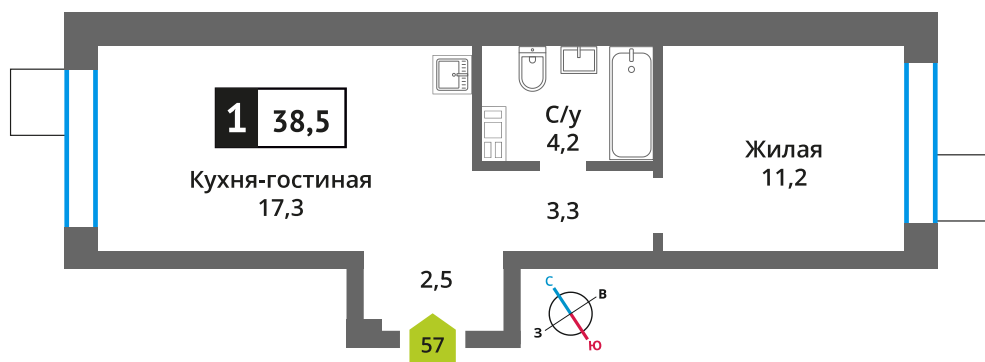 1 38,5
Кухня-гостиная
17,3
С/у
4,2
Жилая
11,2
3,3
2,5
57
С
В
З
Ю